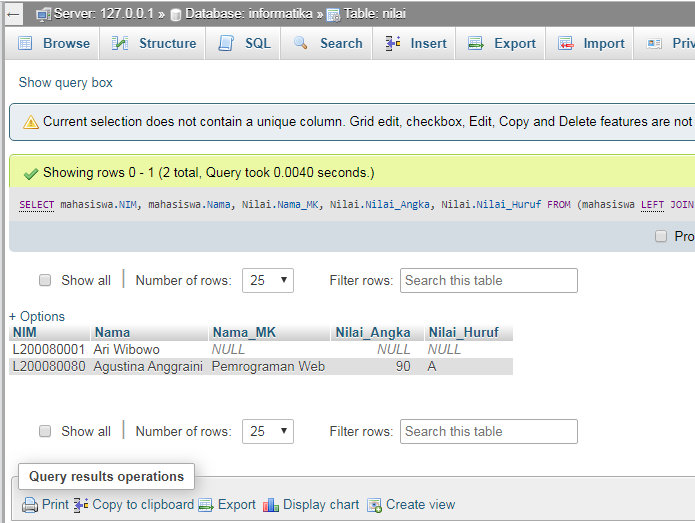 Server: 127.0.0.1 » Database: informatika » Table: nilai
Browse Structure SQL Search Insert Export Import Priv
Show query box
Current selection does not contain a unique column. Grid edit, checkbox, Edit, Copy and Delete features are not
Showing rows 0 - 1 (2 total, Query took 0.0040 seconds.)
SELECT mahasiswa.NIM, mahasiswa.Nama, Nilai.Nama_MK, Nilai.Nilai_Angka, Nilai.Nilai_Huruf FROM (mahasiswa LEFT JOIN
Pro
Show all | Number of rows: 25 Filter rows: Search this table
+ Options
NIM Nama Nama_MK Nilai_Angka Nilai_Huruf
L200080001 Ari Wibowo NULL NULL NULL
L200080080 Agustina Anggraini Pemrograman Web 90 A
Show all | Number of rows: 25 Filter rows: Search this table
Query results operations
Print Copy to clipboard Export Display chart Create view